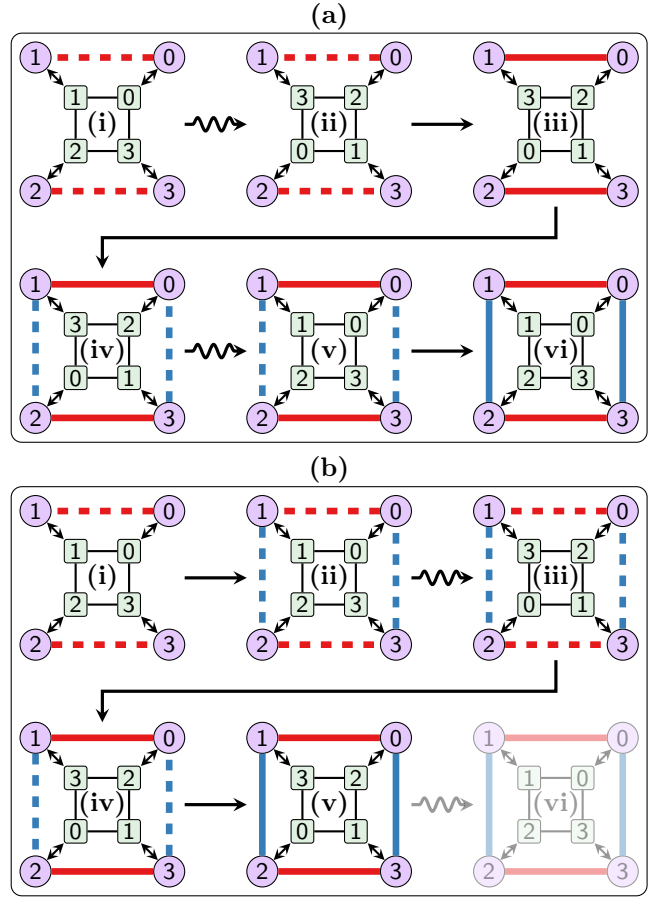 (a)
1 0 1 0 1 0
1 0 3 2 3 2
(i) (ii) (iii)
2 3 0 1 0 1
2 3 2 3 2 3
1 0 1 0 1 0
3 2 1 0 1 0
(iv) (v) (vi)
0 1 2 3 2 3
2 3 2 3 2 3
(b)
1 0 1 0 1 0
1 0 1 0 3 2
(i) (ii) (iii)
2 3 2 3 0 1
2 3 2 3 2 3
1 0 1 0 1 0
3 2 3 2 1 0
(iv) (v) (vi)
0 1 0 1 2 3
2 3 2 3 2 3